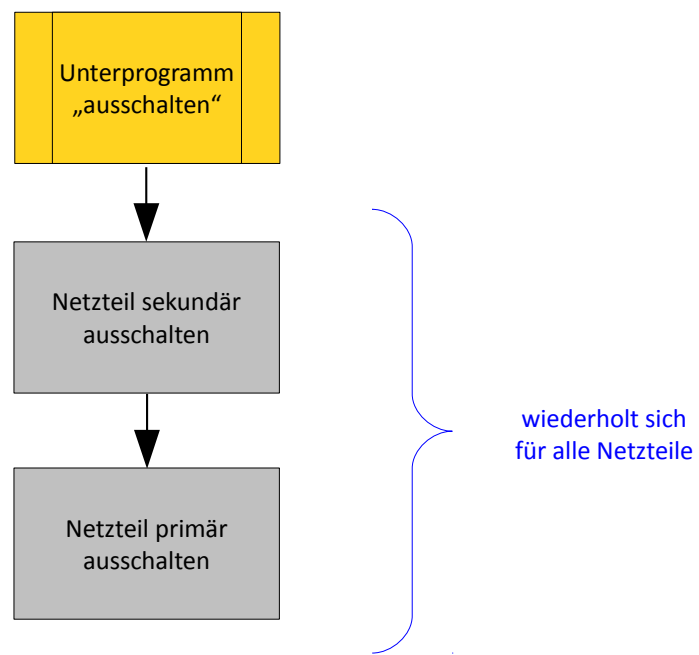 Unterprogramm
„ausschalten“
Netzteil sekundär
ausschalten
wiederholt sich
für alle Netzteile
Netzteil primär
ausschalten